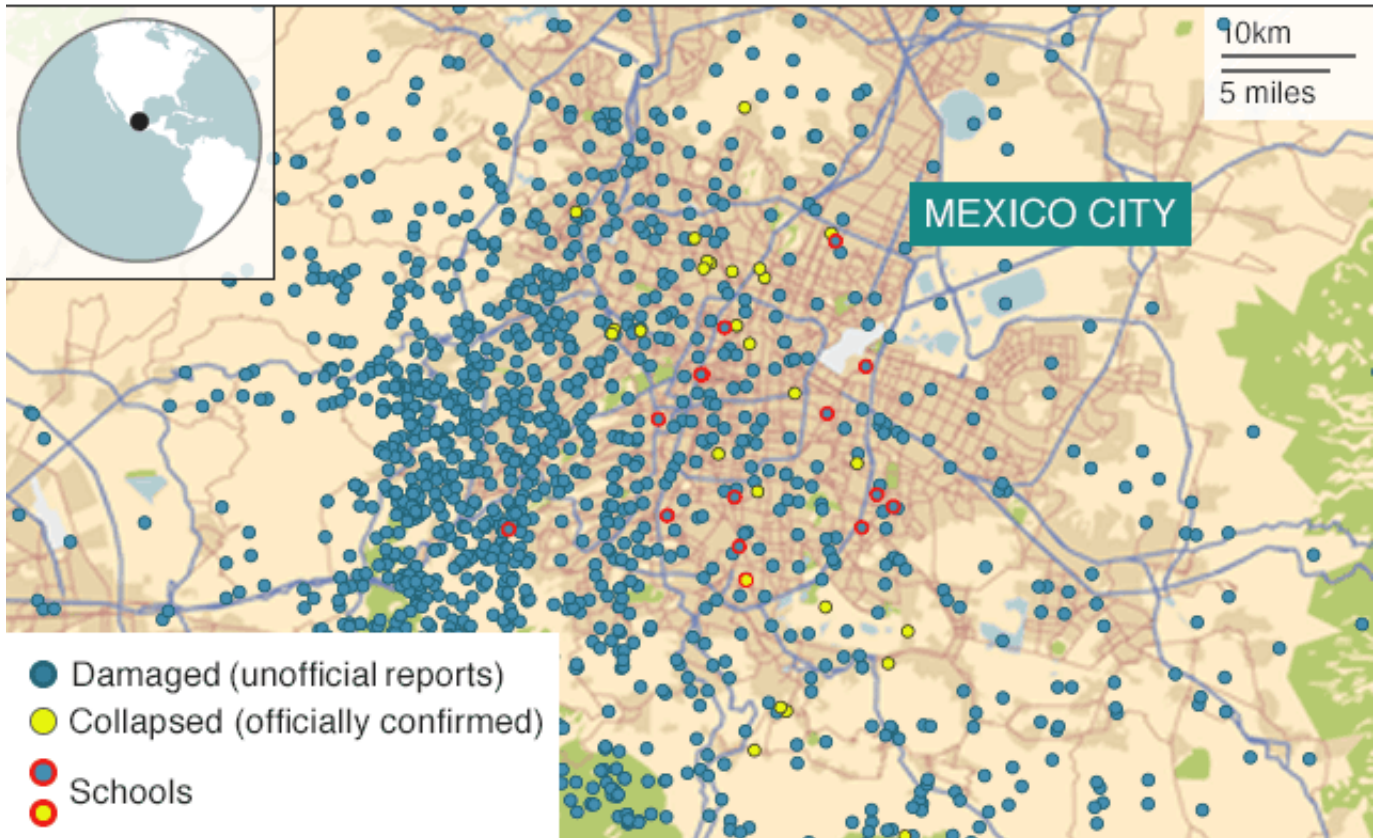 10km
5 miles
MEXICO CITY
Damaged (unofficial reports)
Collapsed (officially confirmed)
Schools